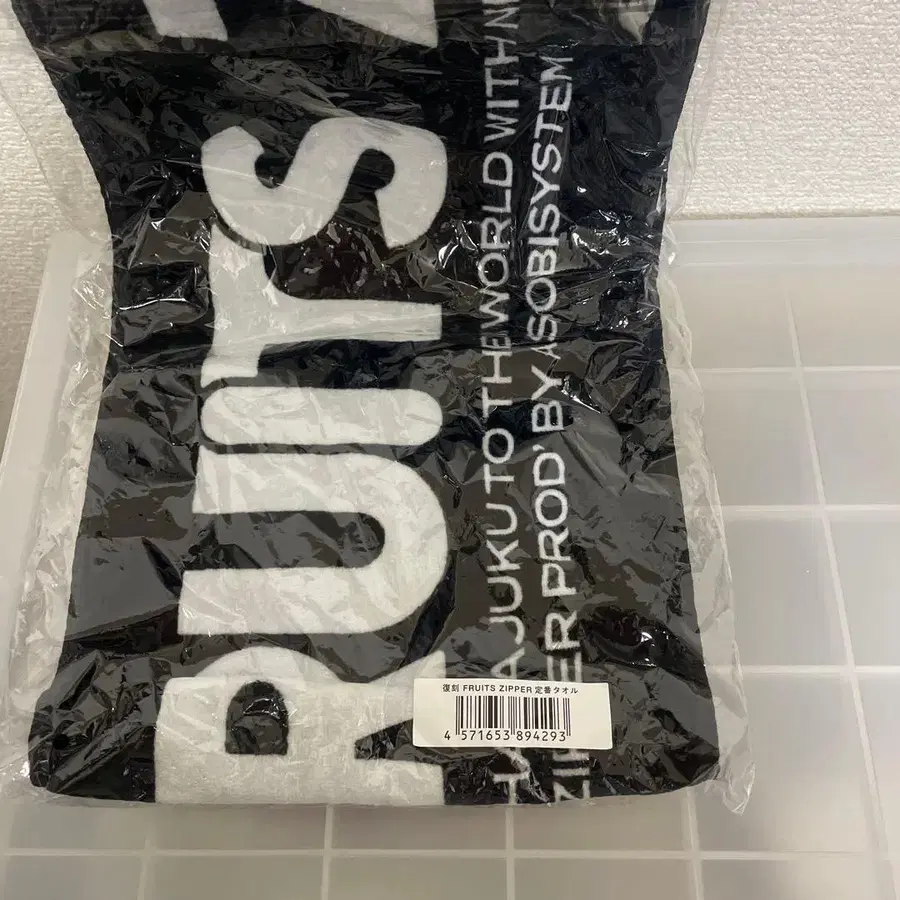 RUITS
AJUKU TO THE WORLD WITH
ZIPPER PROD' BY ASOBISYSTEM
復刻 FRUITS ZIPPER 定番タオル
4 571653 894293